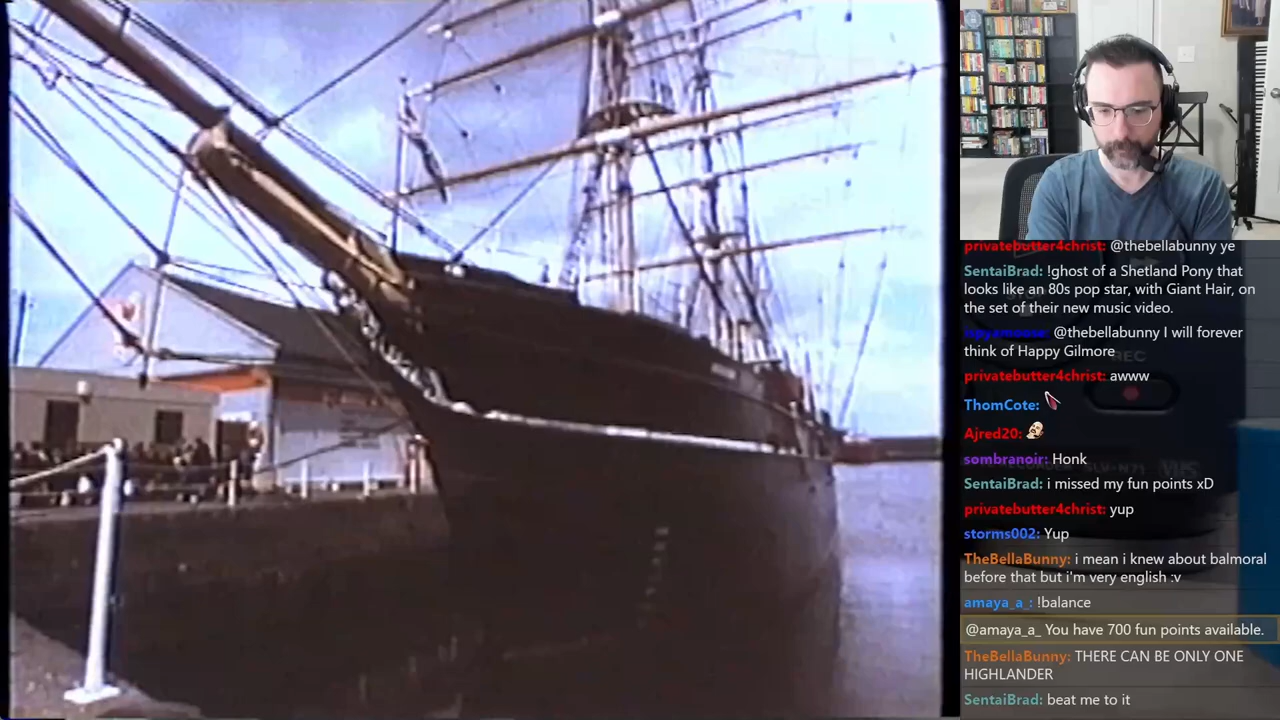 privatebutter4christ: @thebellabunny ye
SentaiBrad: !ghost of a Shetland Pony that
looks like an 80s pop star, with Giant Hair, on
the set of their new music video.
@thebellabunny I will forever
think of Happy Gilmore
REC
privatebutter4christ: awww
ThomCote:
Ajred20:
sombranoir: Honk
VHS
SentaiBrad: i missed my fun points xD
privatebutter4christ: yup
storms002: Yup
TheBellaBunny: i mean i knew about balmoral
before that but i'm very english :v
amaya_a_: !balance
@amaya_a_ You have 700 fun points available.
TheBellaBunny: THERE CAN BE ONLY ONE
HIGHLANDER
SentaiBrad: beat me to it